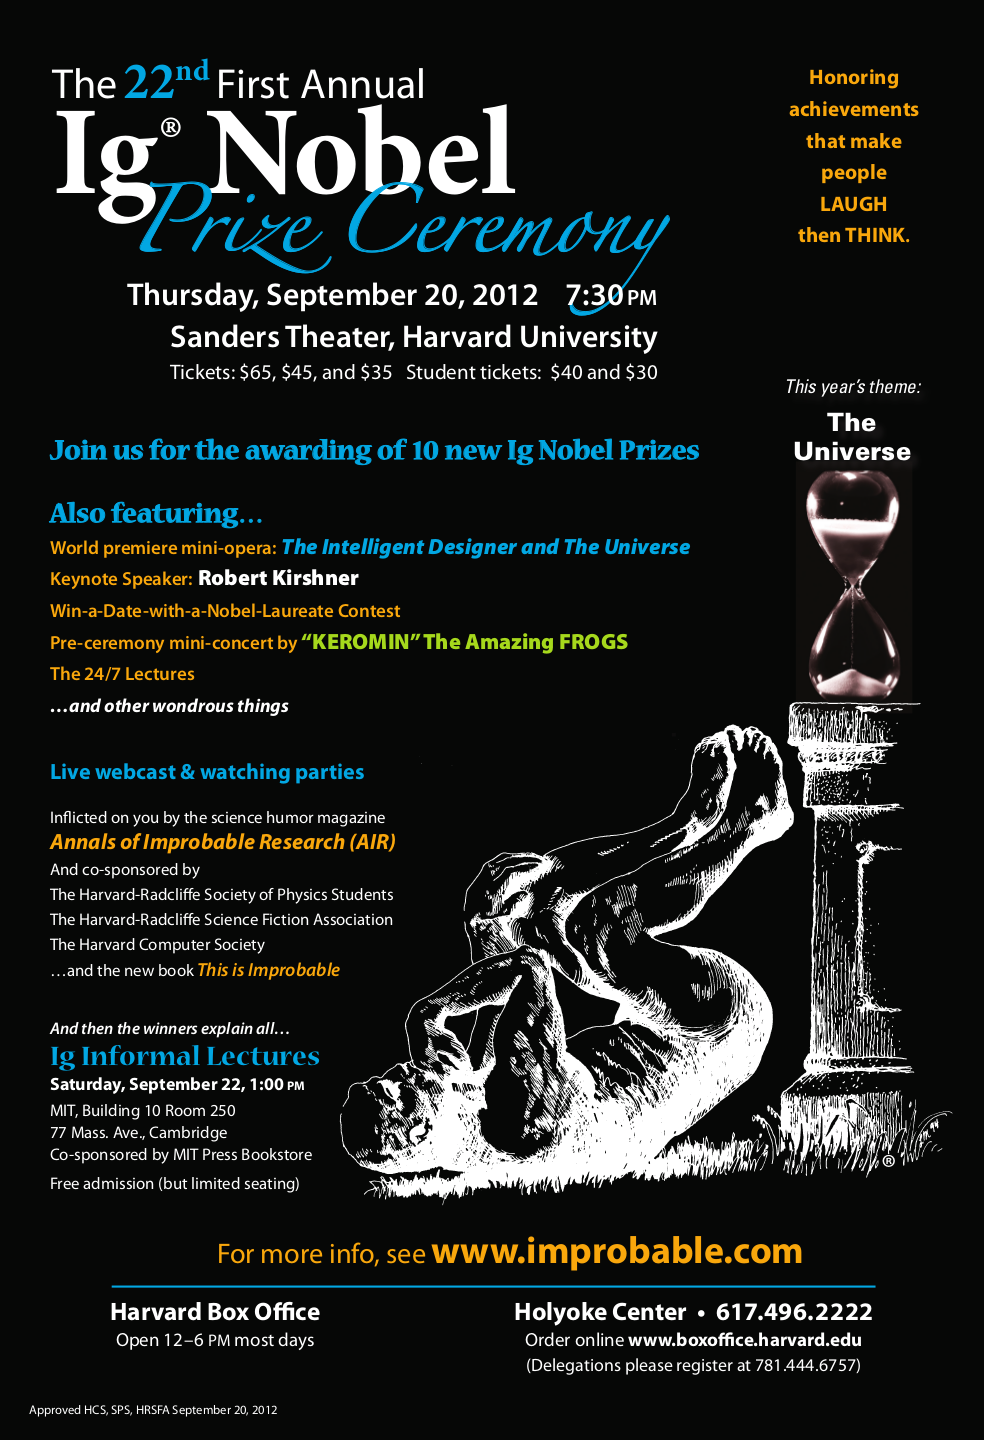 The 22nd First Annual
Ig® Nobel
Prize Ceremony
Thursday, September 20, 2012 7:30 PM
Sanders Theater, Harvard University
Tickets: $65, $45, and $35 Student tickets: $40 and $30
Honoring
achievements
that make
people
LAUGH
then THINK.
This year's theme:
The
Universe
Join us for the awarding of 10 new Ig Nobel Prizes
Also featuring…
World premiere mini-opera: The Intelligent Designer and The Universe
Keynote Speaker: Robert Kirshner
Win-a-Date-with-a-Nobel-Laureate Contest
Pre-ceremony mini-concert by “KEROMIN” The Amazing FROGS
The 24/7 Lectures
…and other wondrous things
Live webcast & watching parties
Inflicted on you by the science humor magazine
Annals of Improbable Research (AIR)
And co-sponsored by
The Harvard-Radcliffe Society of Physics Students
The Harvard-Radcliffe Science Fiction Association
The Harvard Computer Society
…and the new book This is Improbable
And then the winners explain all…
Ig Informal Lectures
Saturday, September 22, 1:00 PM
MIT, Building 10 Room 250
77 Mass. Ave., Cambridge
Co-sponsored by MIT Press Bookstore
Free admission (but limited seating)
®
For more info, see www.improbable.com
Harvard Box Office
Open 12–6 PM most days
Holyoke Center • 617.496.2222
Order online www.boxoffice.harvard.edu
(Delegations please register at 781.444.6757)
Approved HCS, SPS, HRSFA September 20, 2012